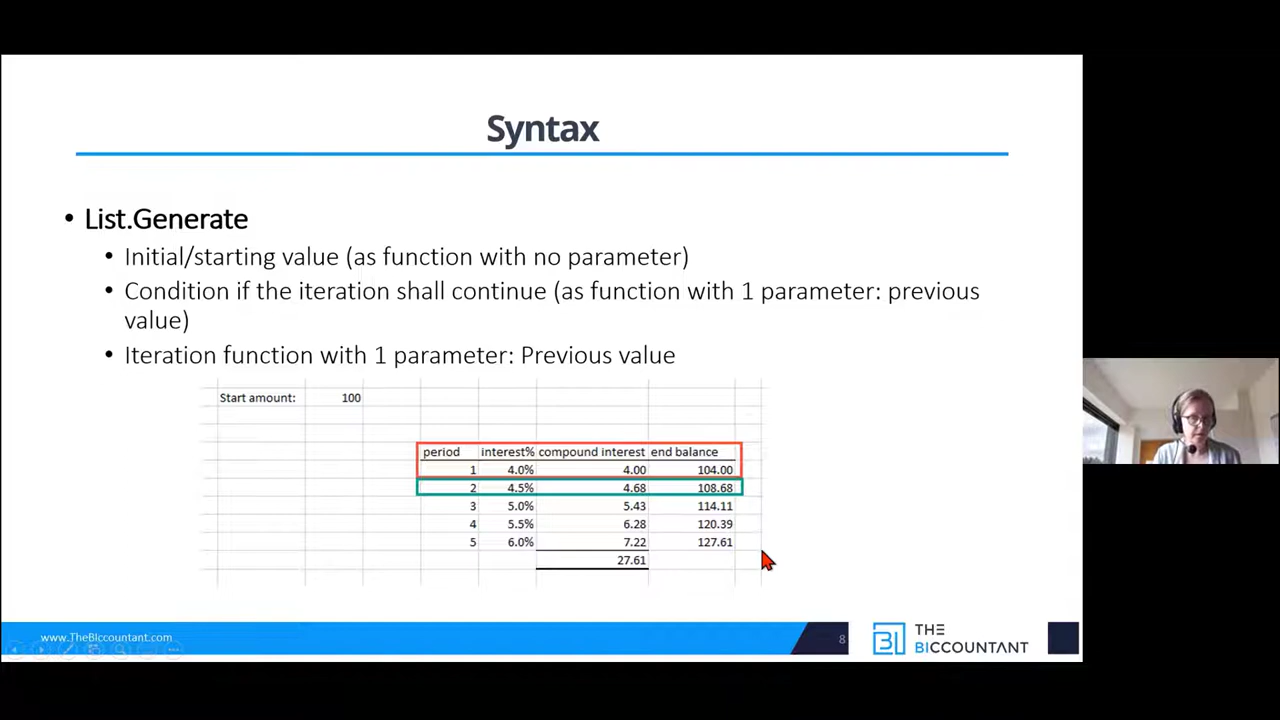 Syntax
• List.Generate
• Initial/starting value (as function with no parameter)
• Condition if the iteration shall continue (as function with 1 parameter: previous
value)
• Iteration function with 1 parameter: Previous value
Start amount: 100
period interest% compound interest end balance
1 4.0% 4.00 104.00
2 4.5% 4.68 108.68
3 5.0% 5.43 114.11
4 5.5% 6.28 120.39
5 6.0% 7.22 127.61
27.61
www.TheBIccountant.com
8
BI
THE
BICCOUNTANT